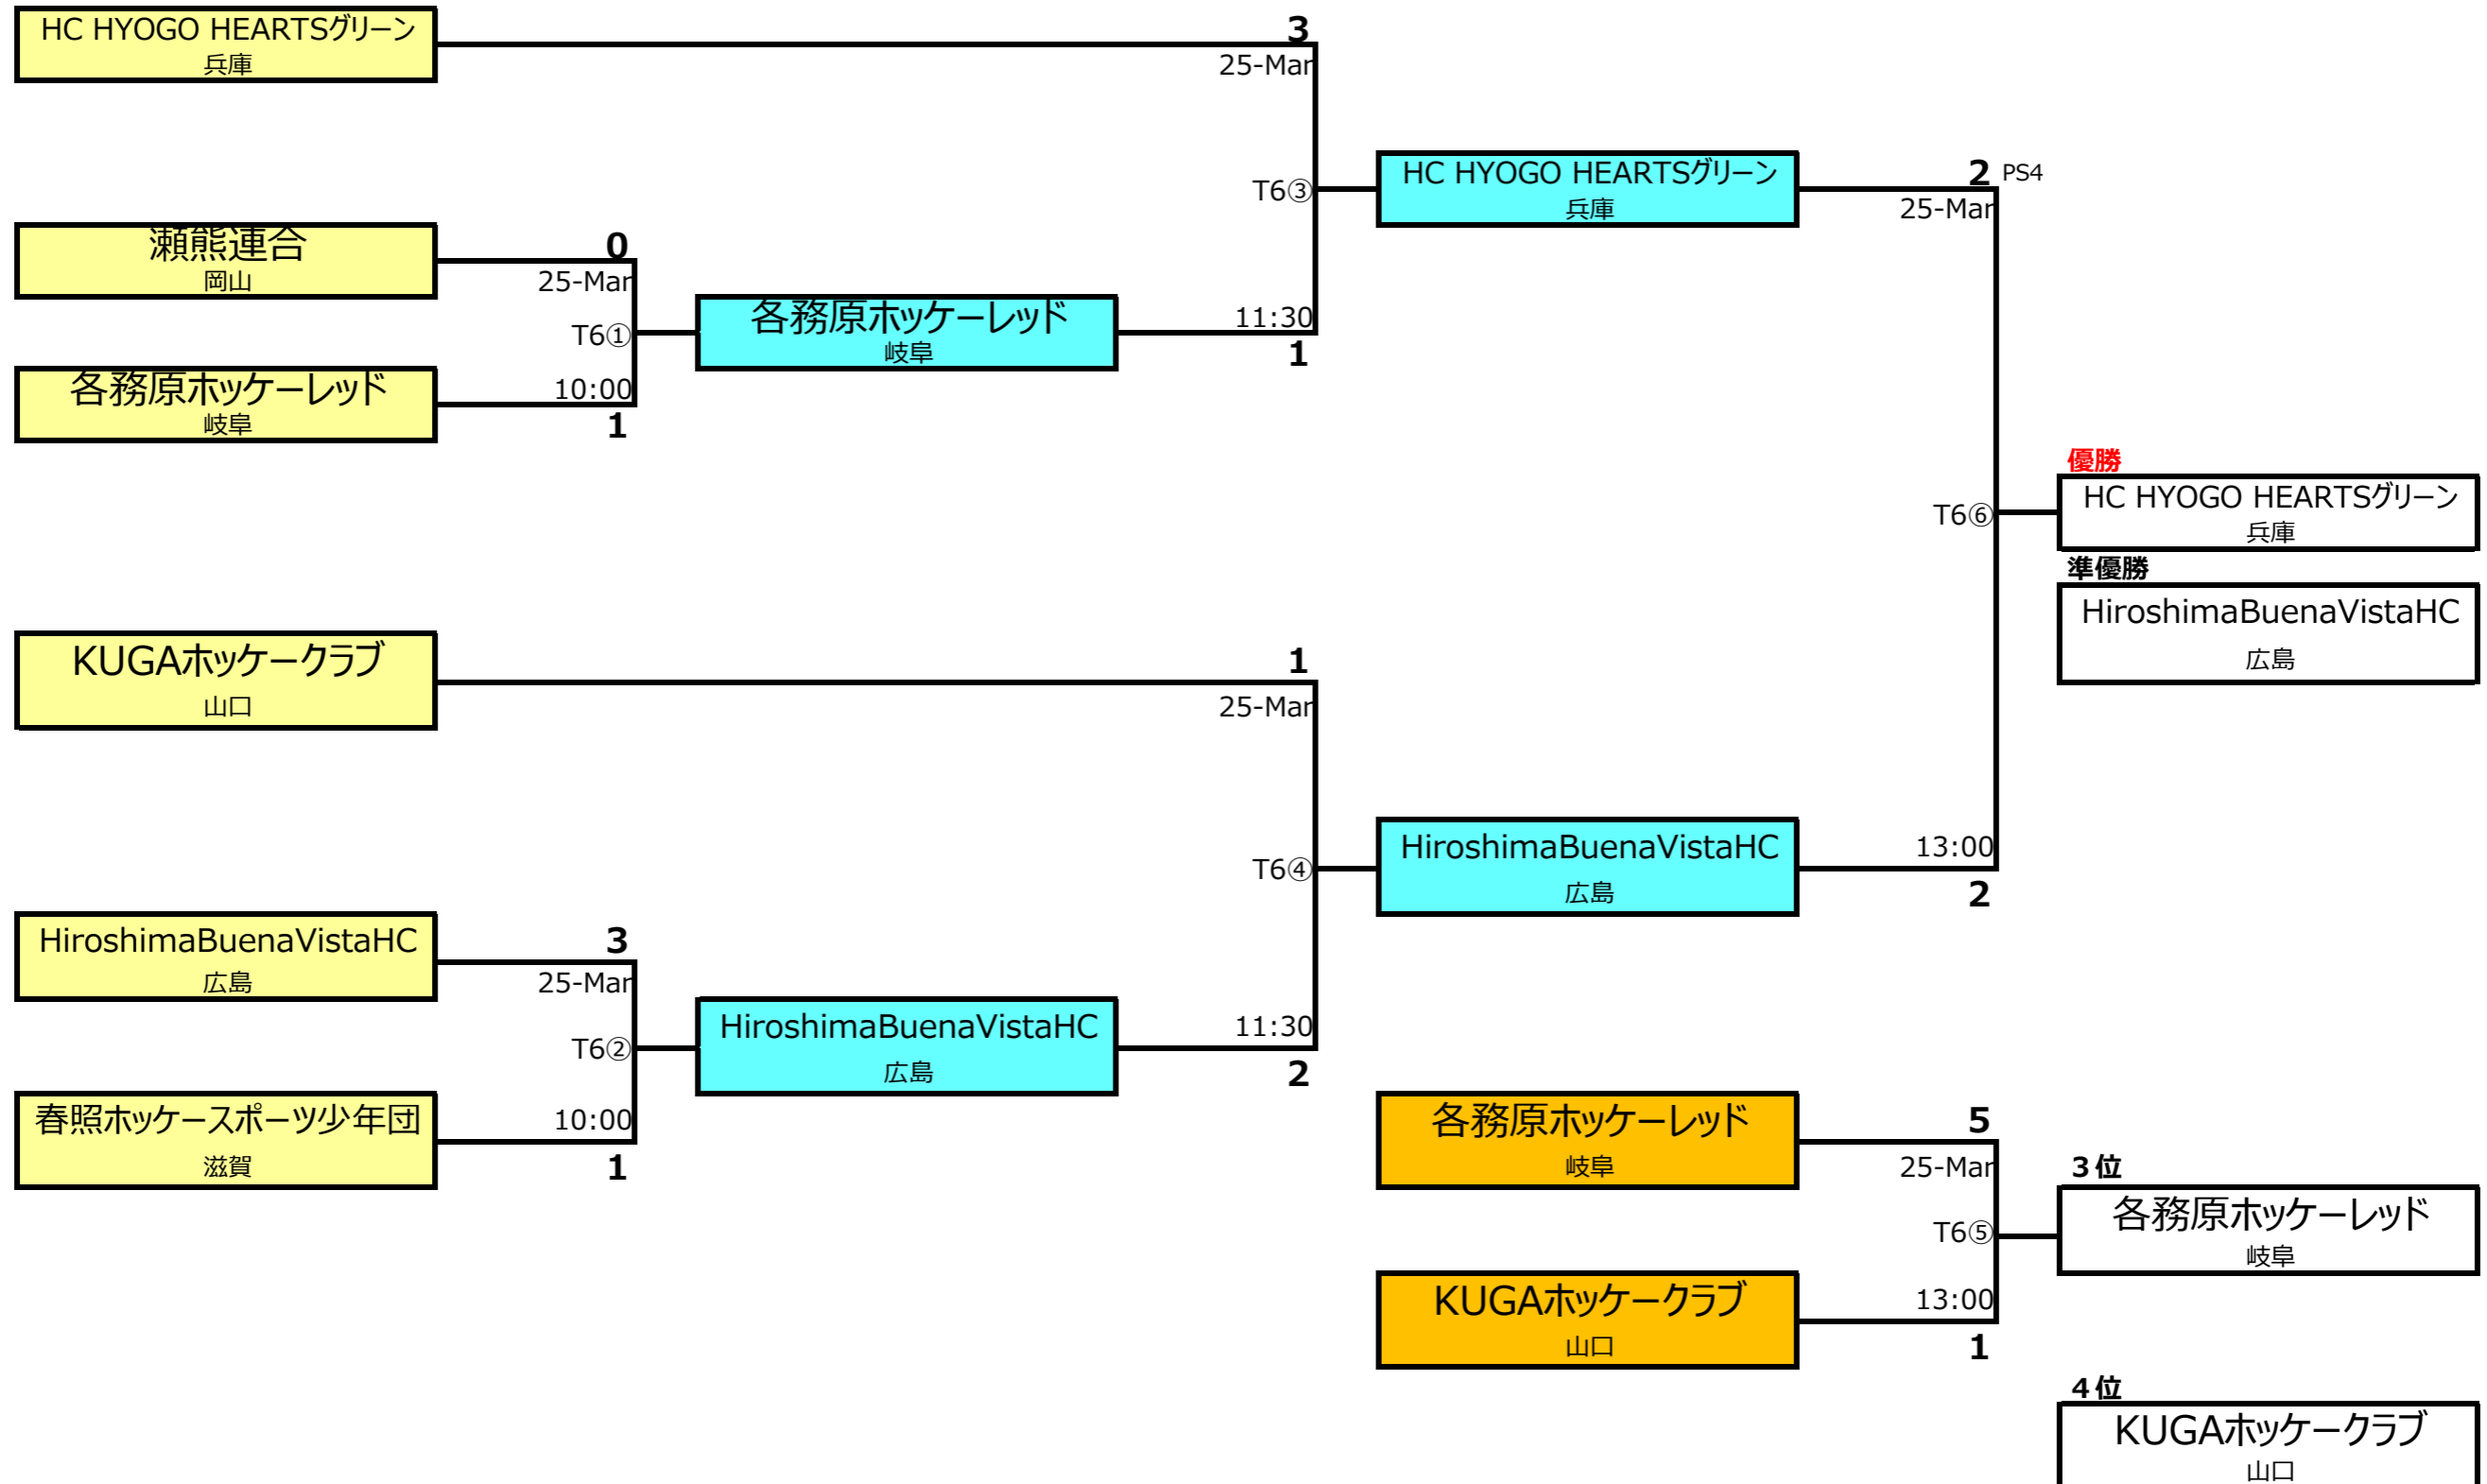 HC HYOGO HEARTSグリーン
兵庫
3
25-Mar
T6③
HC HYOGO HEARTSグリーン
兵庫
2 PS4
25-Mar
瀬熊連合
岡山
0
25-Mar
T6①
各務原ホッケーレッド
岐阜
11:30
1
各務原ホッケーレッド
岐阜
10:00
1
優勝
HC HYOGO HEARTSグリーン
兵庫
T6⑥
準優勝
HiroshimaBuenaVistaHC
広島
KUGAホッケークラブ
山口
1
25-Mar
T6④
HiroshimaBuenaVistaHC
広島
13:00
2
HiroshimaBuenaVistaHC
広島
3
25-Mar
T6②
HiroshimaBuenaVistaHC
広島
11:30
2
春照ホッケースポーツ少年団
滋賀
10:00
1
各務原ホッケーレッド
岐阜
5
25-Mar
T6⑤
３位
各務原ホッケーレッド
岐阜
KUGAホッケークラブ
山口
13:00
1
４位
KUGAホッケークラブ
山口